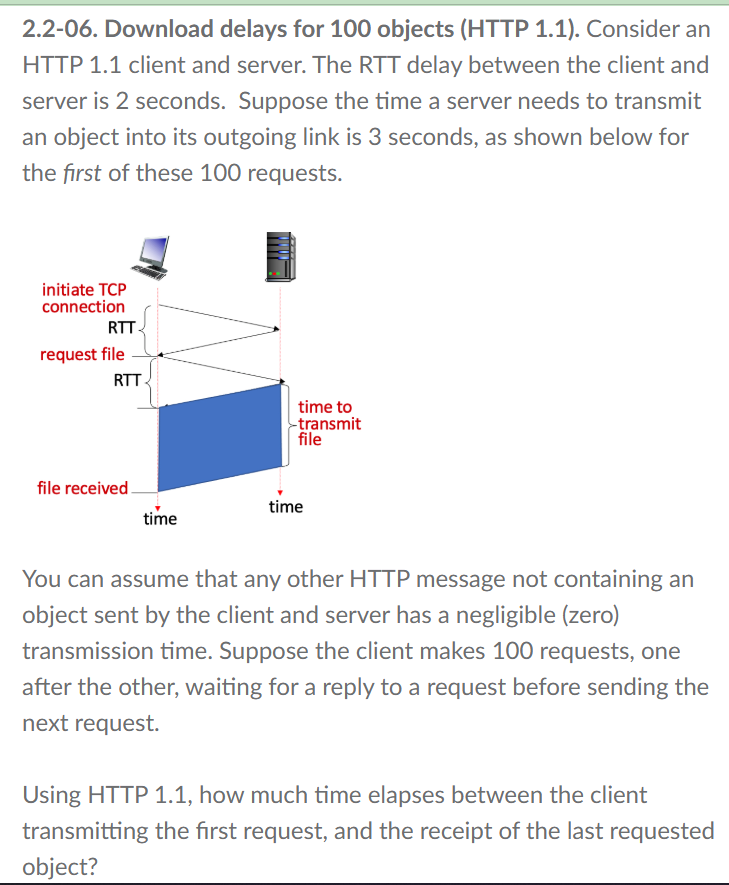 2.2-06. Download delays for 100 objects (HTTP 1.1). Consider an
HTTP 1.1 client and server. The RTT delay between the client and
server is 2 seconds.  Suppose the time a server needs to transmit
an object into its outgoing link is 3 seconds, as shown below for
the first of these 100 requests.
initiate TCP
connection
RTT
request file
RTT
time to
transmit
file
file received
time
time
You can assume that any other HTTP message not containing an
object sent by the client and server has a negligible (zero)
transmission time. Suppose the client makes 100 requests, one
after the other, waiting for a reply to a request before sending the
next request.
Using HTTP 1.1, how much time elapses between the client
transmitting the first request, and the receipt of the last requested
object?